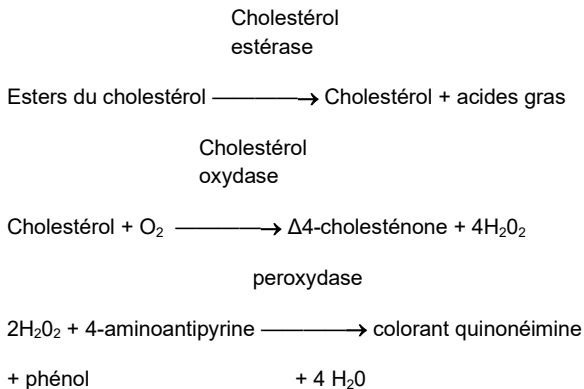 Cholestérol
estérase
Esters du cholestérol ————→ Cholestérol + acides gras
Cholestérol
oxydase
Cholestérol + O₂ ————→ Δ4-cholesténone + 4H₂0₂
peroxydase
2H₂0₂ + 4-aminoantipyrine ————→ colorant quinonéimine
+ phénol + 4 H₂0